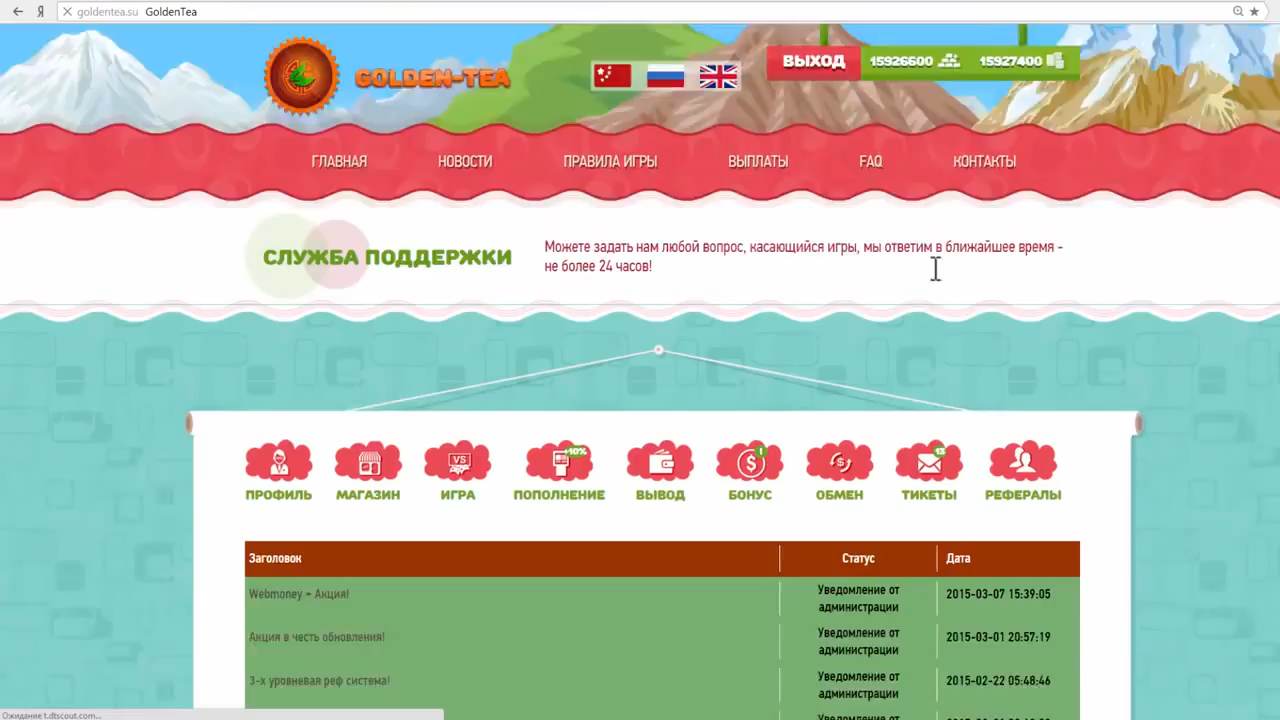 goldentea.su GoldenTea
GOLDEN-TEA
ВЫХОД 15926600 15927400
ГЛАВНАЯ НОВОСТИ ПРАВИЛА ИГРЫ ВЫПЛАТЫ FAQ КОНТАКТЫ
СЛУЖБА ПОДДЕРЖКИ
Можете задать нам любой вопрос, касающийся игры, мы ответим в ближайшее время -
не более 24 часов!
VS +10% ! 13
ПРОФИЛЬ МАГАЗИН ИГРА ПОПОЛНЕНИЕ ВЫВОД БОНУС ОБМЕН ТИКЕТЫ РЕФЕРАЛЫ
Заголовок Статус Дата
Webmoney + Акция! Уведомление от 2015-03-07 15:39:05
администрации
Акция в честь обновления! Уведомление от 2015-03-01 20:57:19
администрации
3-х уровневая реф система! Уведомление от 2015-02-22 05:48:46
администрации
Ожидание t.dtscout.com...